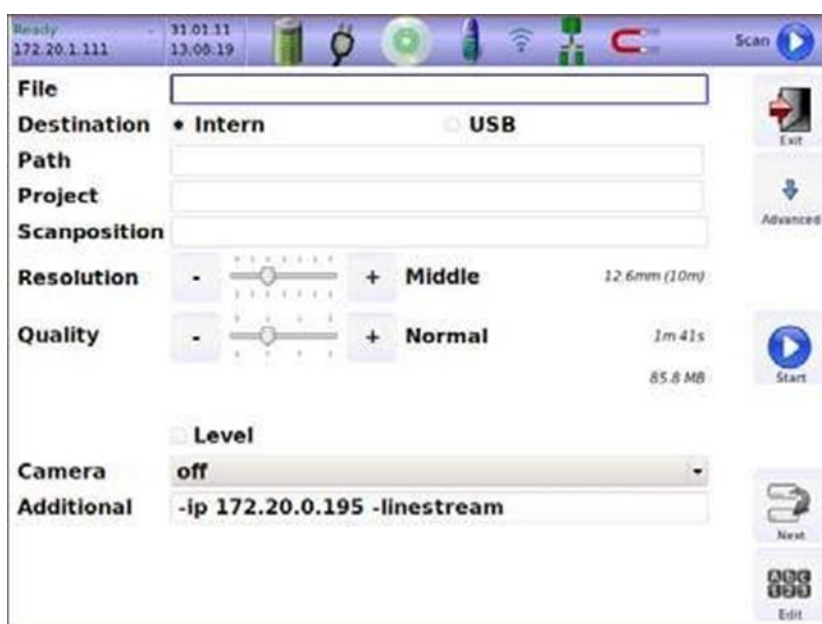 Ready
172.20.1.111
31.01.11
13:08:19
Scan
File
Destination Intern USB
Path
Project
Scanposition
Resolution - + Middle 12.6mm (10m)
Quality - + Normal 1m 41s
85.8 MB
Level
Camera off
Additional -ip 172.20.0.195 -linestream
Exit
Advanced
Start
Next
ABC
123
Edit